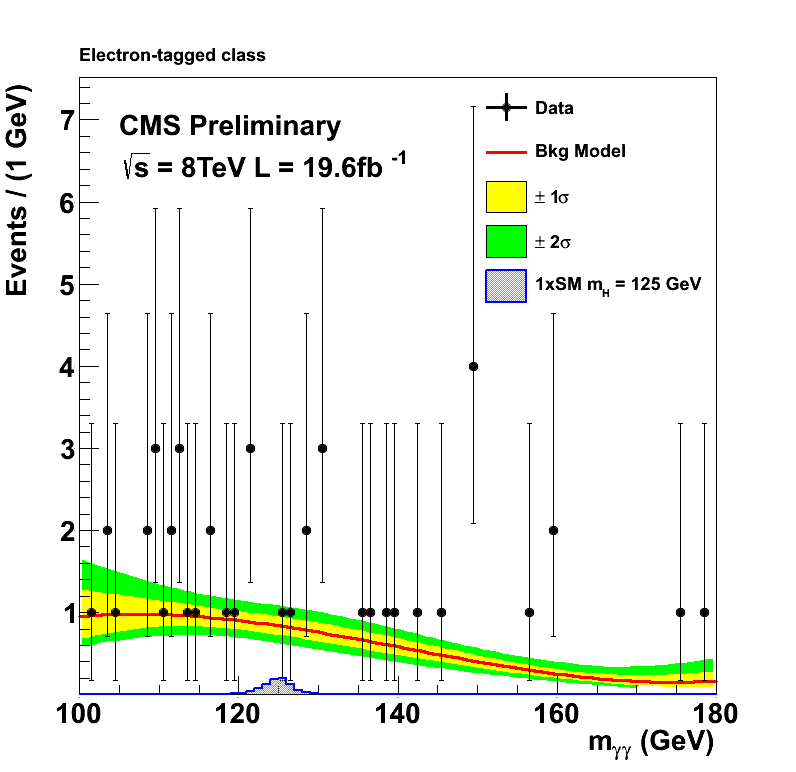 Electron-tagged class
CMS Preliminary
√s = 8TeV L = 19.6fb -1
Data
Bkg Model
± 1σ
± 2σ
1xSM mH = 125 GeV
Events / (1 GeV)
7
6
5
4
3
2
1
100 120 140 160 180
mγγ (GeV)